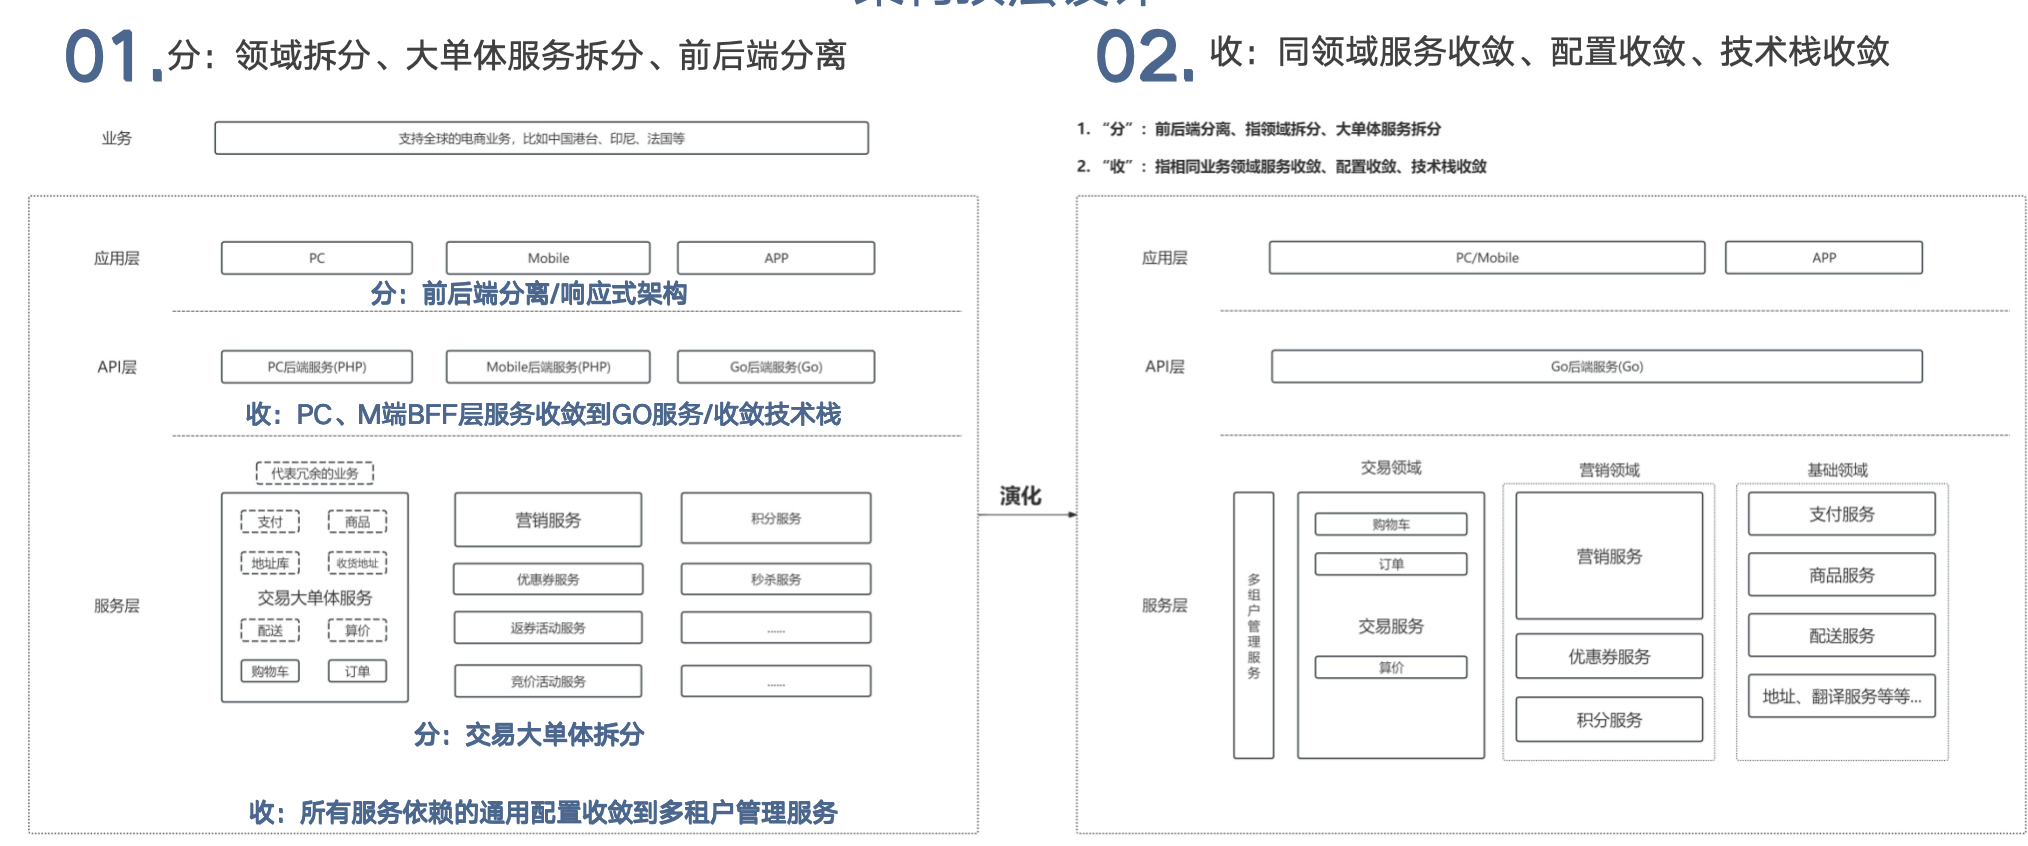 01.
分：领域拆分、大单体服务拆分、前后端分离
02.
收：同领域服务收敛、配置收敛、技术栈收敛
业务
支持全球的电商业务，比如中国港台、印尼、法国等
1. “分”：前后端分离、指领域拆分、大单体服务拆分
2. “收”：指相同业务领域服务收敛、配置收敛、技术栈收敛
应用层
PC
Mobile
APP
分：前后端分离/响应式架构
API层
PC后端服务(PHP)
Mobile后端服务(PHP)
Go后端服务(Go)
收：PC、M端BFF层服务收敛到GO服务/收敛技术栈
服务层
代表冗余的业务
支付
商品
地址库
收货地址
交易大单体服务
配送
算价
购物车
订单
营销服务
积分服务
优惠券服务
秒杀服务
返券活动服务
......
竞价活动服务
......
分：交易大单体拆分
收：所有服务依赖的通用配置收敛到多租户管理服务
演化
应用层
PC/Mobile
APP
API层
Go后端服务(Go)
服务层
多组户管理服务
交易领域
购物车
订单
交易服务
算价
营销领域
营销服务
优惠券服务
积分服务
基础领域
支付服务
商品服务
配送服务
地址、翻译服务等等...